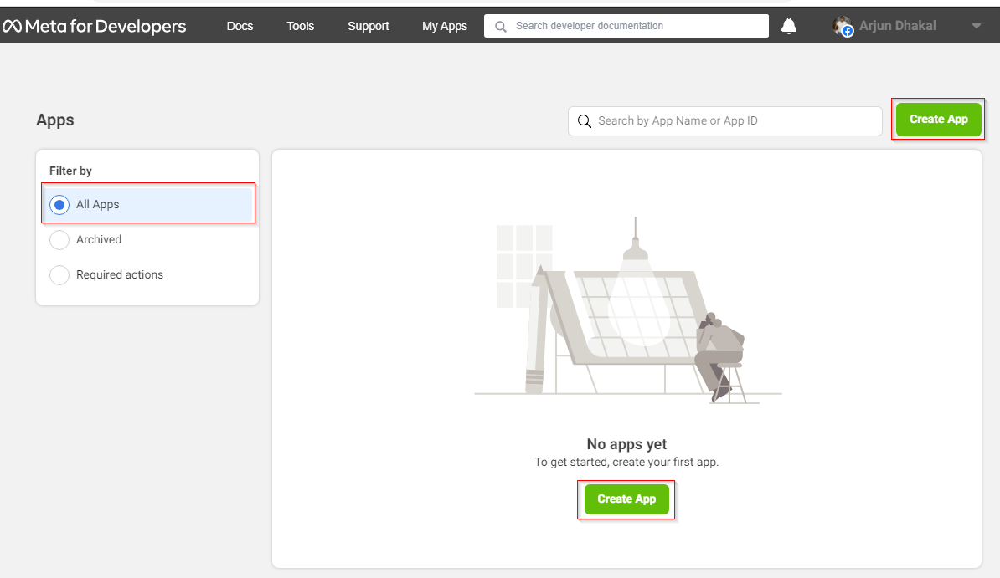 Meta for Developers Docs Tools Support My Apps Search developer documentation Arjun Dhakal
Apps Search by App Name or App ID Create App
Filter by
All Apps
Archived
Required actions
No apps yet
To get started, create your first app.
Create App